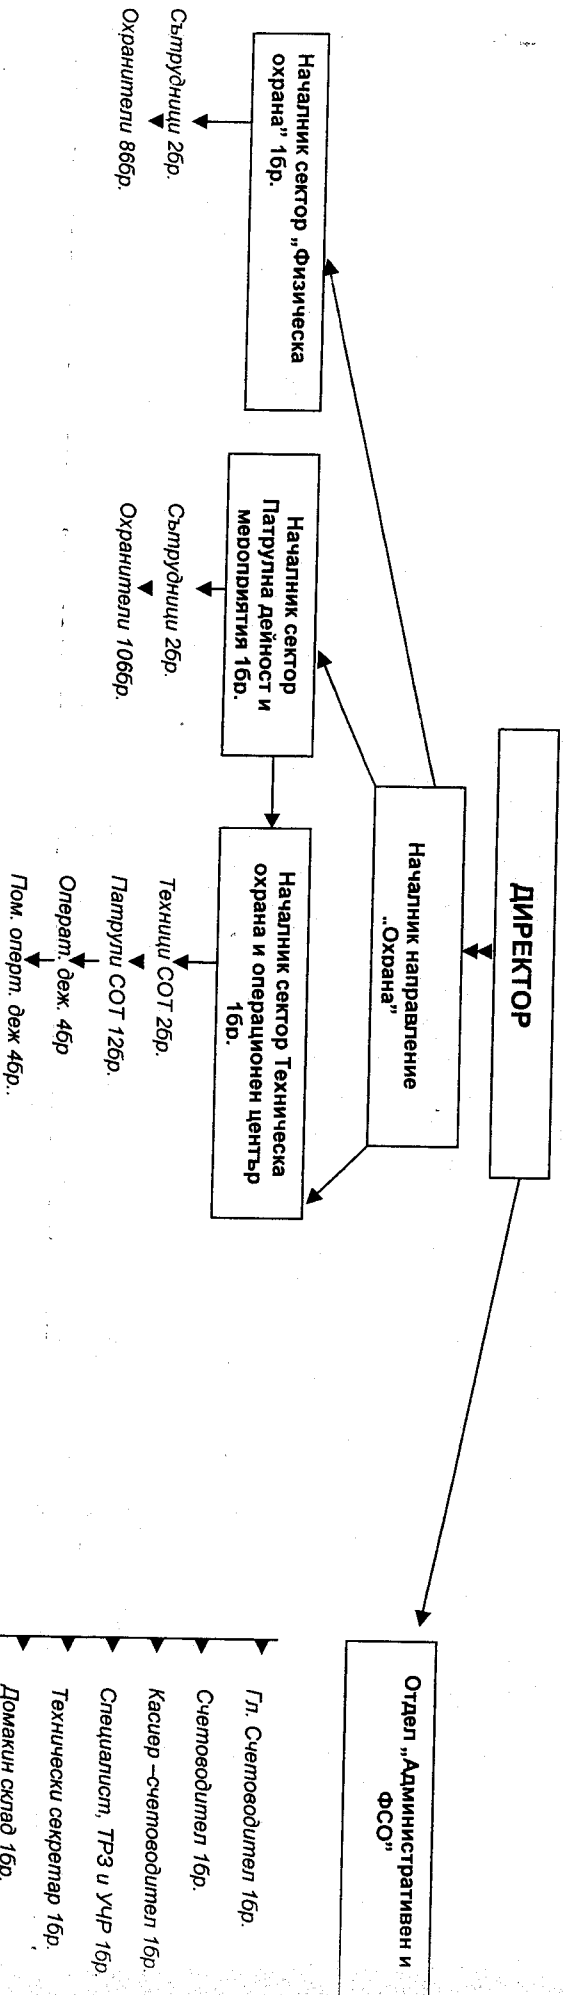 ДИРЕКТОР
Началник направление
„Охрана”
Отдел „Административен и
ФСО”
Началник сектор „Физическа
охрана” 1бр.
Сътрудници 2бр.
Охранители 86бр.
Началник сектор
Патрулна дейност и
мероприятия 1бр.
Сътрудници 2бр.
Охранители 106бр.
Началник сектор Техническа
охрана и операционен център
1бр.
Техници СОТ 2бр.
Патрули СОТ 12бр.
Операт. деж. 4бр
Пом. оперт. деж 4бр..
Гл. Счетоводител 1бр.
Счетоводител 1бр.
Касиер –счетоводител 1бр.
Специалист, ТРЗ и УЧР 1бр.
Технически секретар 1бр.
Домакин склад 1бр.